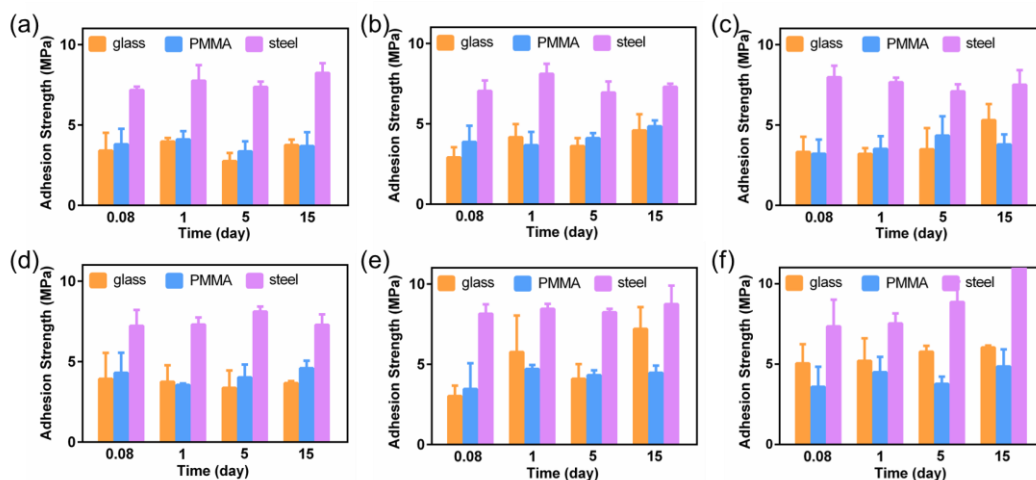 (a)
glass PMMA steel
Adhesion Strength (MPa)
10
5
0
0.08 1 5 15
Time (day)
(b)
glass PMMA steel
Adhesion Strength (MPa)
10
5
0
0.08 1 5 15
Time (day)
(c)
glass PMMA steel
Adhesion Strength (MPa)
10
5
0
0.08 1 5 15
Time (day)
(d)
glass PMMA steel
Adhesion Strength (MPa)
10
5
0
0.08 1 5 15
Time (day)
(e)
glass PMMA steel
Adhesion Strength (MPa)
10
5
0
0.08 1 5 15
Time (day)
(f)
glass PMMA steel
Adhesion Strength (MPa)
10
5
0
0.08 1 5 15
Time (day)